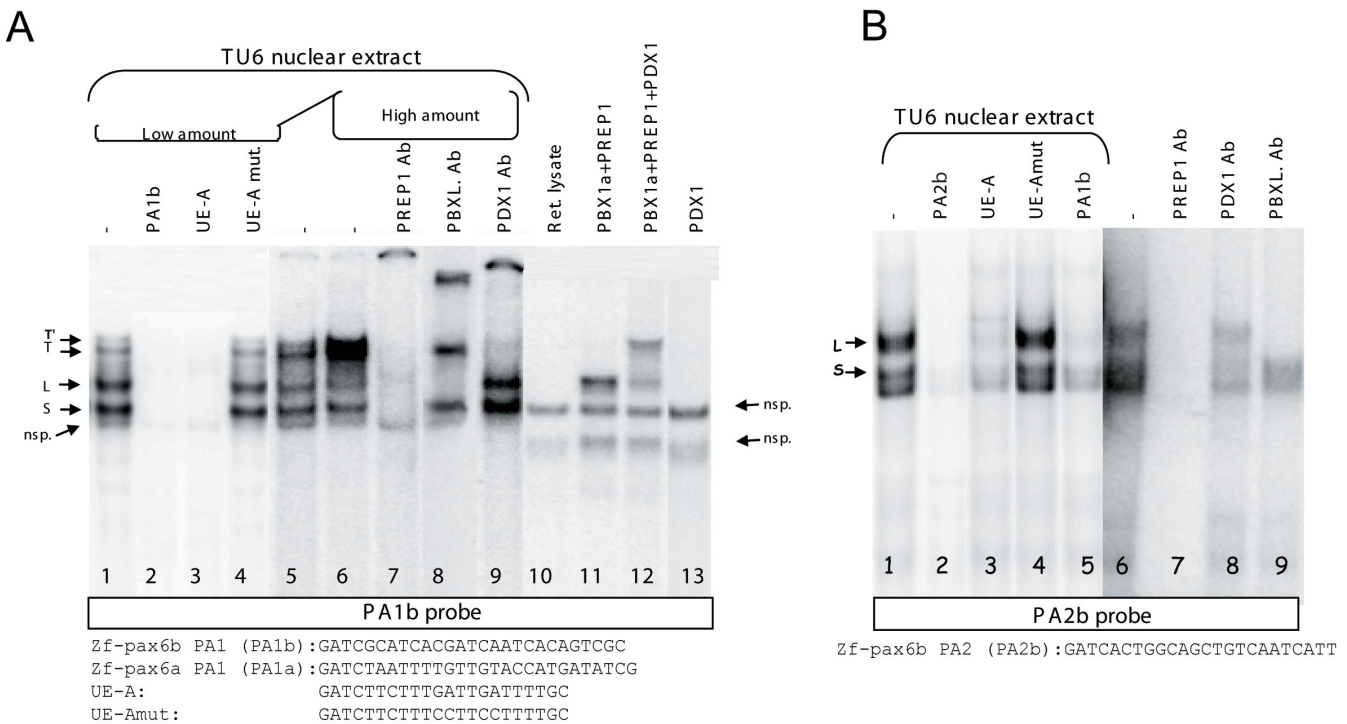 A
TU6 nuclear extract
Low amount
High amount
-
PA1b
UE-A
UE-A mut.
-
-
PREP1 Ab
PBXL. Ab
PDX1 Ab
Ret. lysate
PBX1a+PREP1
PBX1a+PREP1+PDX1
PDX1
T'
T
L
S
nsp.
nsp.
nsp.
1 2 3 4 5 6 7 8 9 10 11 12 13
PA1b probe
Zf-pax6b PA1 (PA1b):GATCGCATCACGATCAATCACAGTCGC
Zf-pax6a PA1 (PA1a):GATCTAATTTTGTTGTACCATGATATCG
UE-A: GATCTTCTTTGATTGATTTTGC
UE-Amut: GATCTTCTTTCCTTCCTTTTGC
B
TU6 nuclear extract
-
PA2b
UE-A
UE-Amut
PA1b
-
PREP1 Ab
PDX1 Ab
PBXL. Ab
L
S
1 2 3 4 5 6 7 8 9
PA2b probe
Zf-pax6b PA2 (PA2b):GATCACTGGCAGCTGTCAATCATT